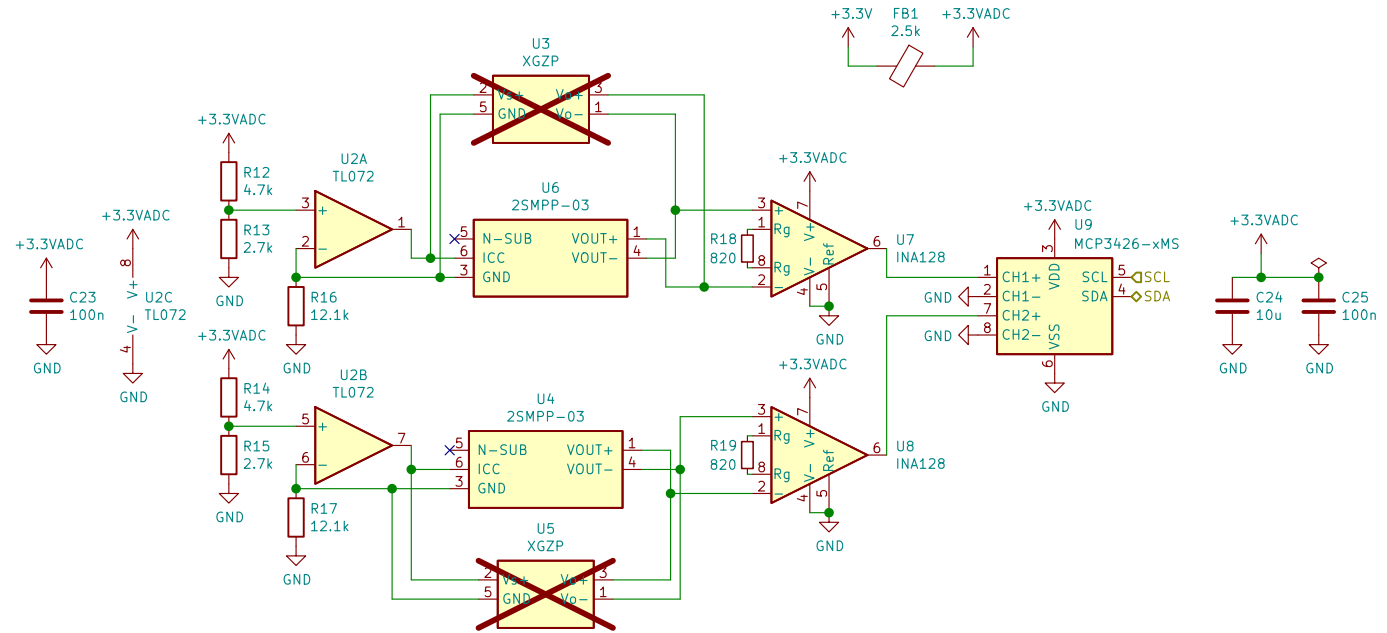 +3.3V
FB1
2.5k
+3.3VADC
U3
XGZP
2
Vs+
Vo+
3
5
GND
Vo-
1
+3.3VADC
R12
4.7k
R13
2.7k
GND
U2A
TL072
3
+
2
-
1
R16
12.1k
GND
U6
2SMPP-03
5
N-SUB
6
ICC
3
GND
VOUT+
1
VOUT-
4
+3.3VADC
3
+
1
Rg
R18
820
8
Rg
2
-
7
V+
V-
4
Ref
5
6
U7
INA128
GND
+3.3VADC
C23
100n
GND
+3.3VADC
8
V+
U2C
TL072
V-
4
GND
+3.3VADC
U9
MCP3426-xMS
3
VDD
1
CH1+
GND
2
CH1-
7
CH2+
GND
8
CH2-
SCL
5
SCL
SDA
4
SDA
VSS
6
GND
+3.3VADC
C24
10u
GND
C25
100n
GND
+3.3VADC
R14
4.7k
R15
2.7k
GND
U2B
TL072
5
+
6
-
7
R17
12.1k
GND
U4
2SMPP-03
5
N-SUB
6
ICC
3
GND
VOUT+
1
VOUT-
4
+3.3VADC
3
+
1
Rg
R19
820
8
Rg
2
-
7
V+
V-
4
Ref
5
6
U8
INA128
GND
U5
XGZP
2
Vs+
Vo+
3
5
GND
Vo-
1